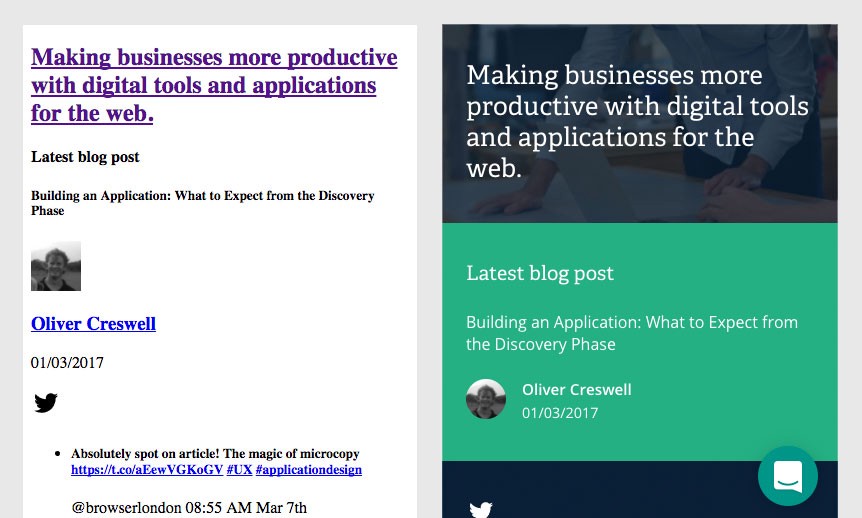 Making businesses more productive
with digital tools and applications
for the web.
Latest blog post
Building an Application: What to Expect from the Discovery
Phase
Oliver Creswell
01/03/2017
Absolutely spot on article! The magic of microcopy
https://t.co/aEewVGKoGV #UX #applicationdesign
@browserlondon 08:55 AM Mar 7th
Making businesses more
productive with digital tools
and applications for the
web.
Latest blog post
Building an Application: What to Expect from
the Discovery Phase
Oliver Creswell
01/03/2017